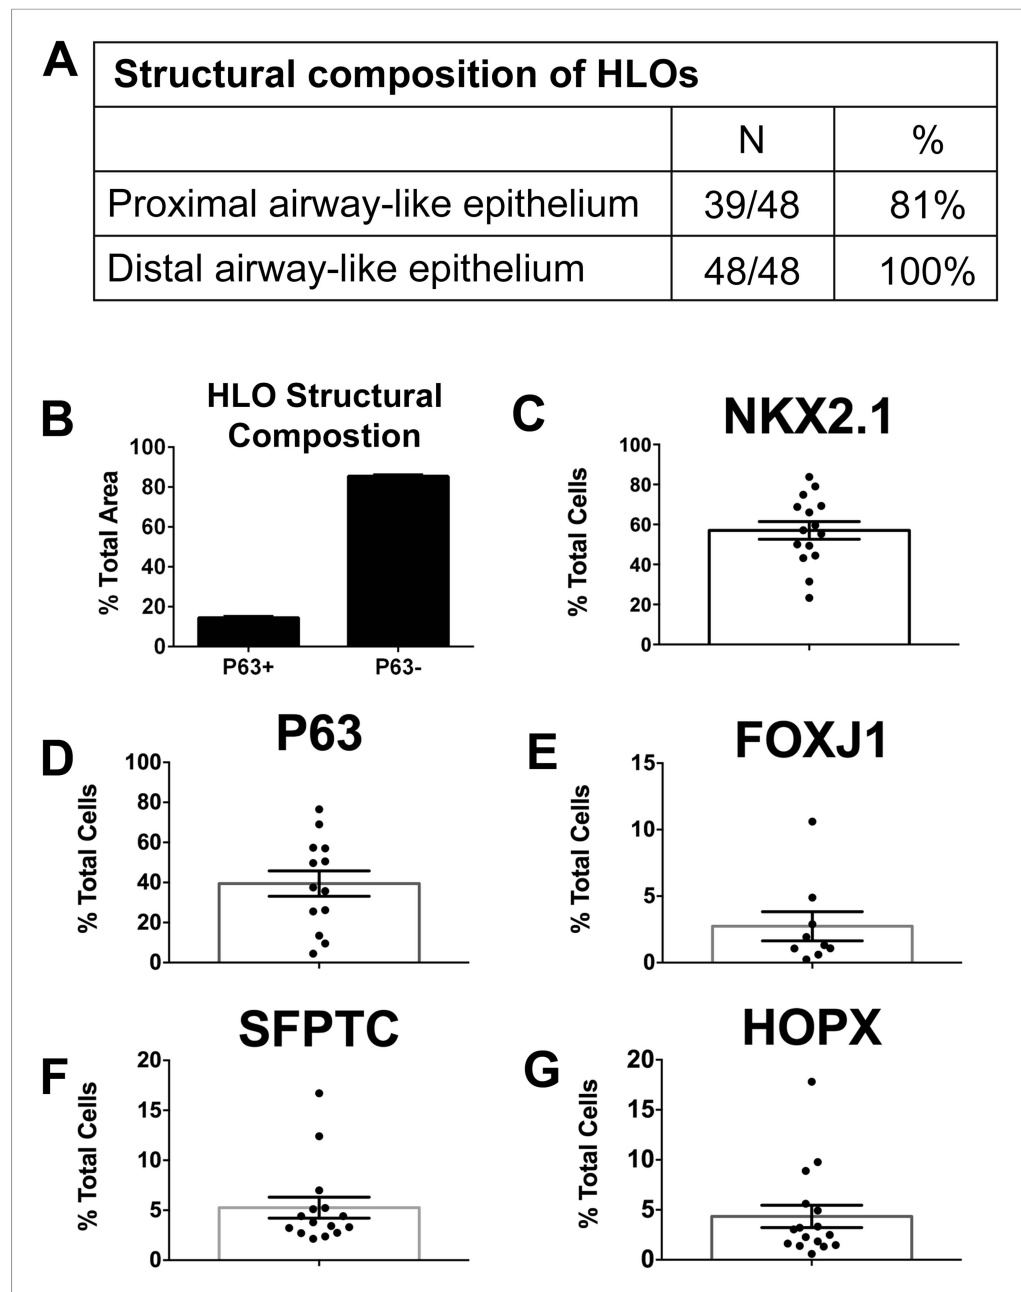 A
Structural composition of HLOs
N %
Proximal airway-like epithelium 39/48 81%
Distal airway-like epithelium 48/48 100%
B
HLO Structural
Compostion
% Total Area
100
80
60
40
20
0
P63+ P63-
C
NKX2.1
% Total Cells
100
80
60
40
20
0
D
P63
% Total Cells
100
80
60
40
20
0
E
FOXJ1
% Total Cells
15
10
5
0
F
SFPTC
% Total Cells
20
15
10
5
0
G
HOPX
% Total Cells
20
15
10
5
0